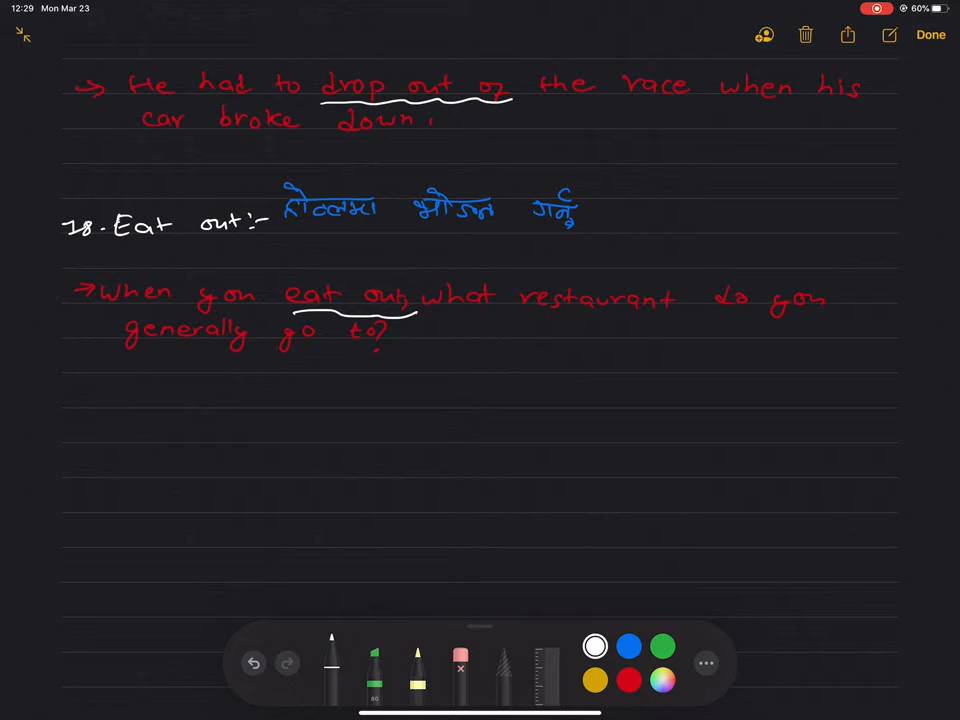 12:29 Mon Mar 23
60%
Done
→ He had to drop out of the race when his
car broke down.
18. Eat out :- होटलमा भोजन गर्नु
→ When you eat out, what restaurant do you
generally go to?
80